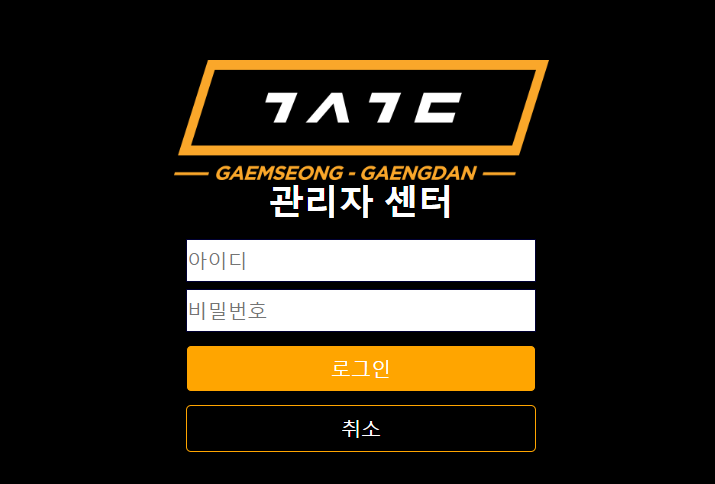 TATE
GAEMSEONG - GAENGDAN
관리자 센터
아이디
비밀번호
로그인
취소